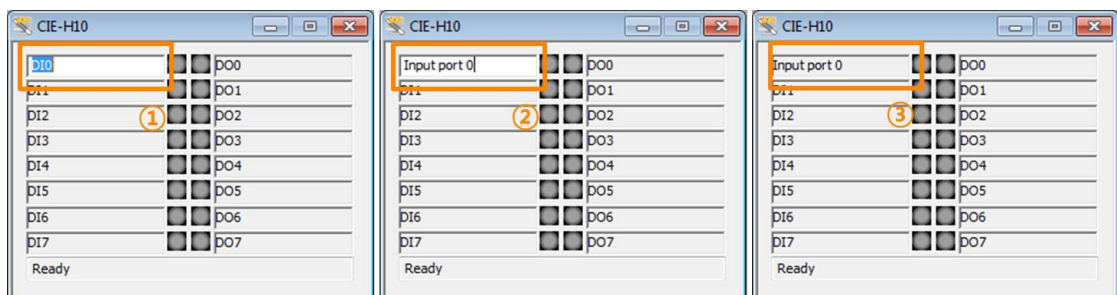 CIE-H10
DI0 DO0
DI1 DO1
①
DI2 DO2
DI3 DO3
DI4 DO4
DI5 DO5
DI6 DO6
DI7 DO7
Ready
CIE-H10
Input port 0 DO0
DI1 DO1
②
DI2 DO2
DI3 DO3
DI4 DO4
DI5 DO5
DI6 DO6
DI7 DO7
Ready
CIE-H10
Input port 0 DO0
DI1 DO1
③
DI2 DO2
DI3 DO3
DI4 DO4
DI5 DO5
DI6 DO6
DI7 DO7
Ready